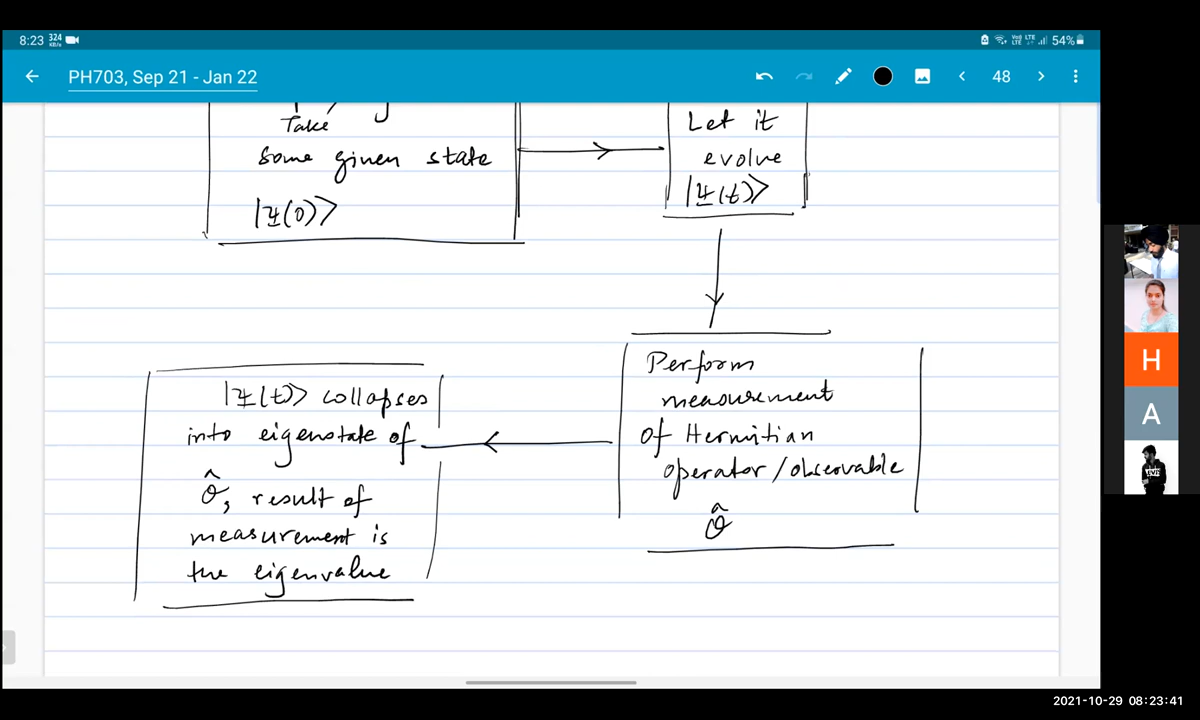 8:23 324 KB/s 54%
PH703, Sep 21 - Jan 22 48
Take
some given state
|Ψ(0)>
Let it
evolve
|Ψ(t)>
Perform
measurement
of Hermitian
operator/observable
Ô
|Ψ(t)> collapses
into eigenstate of
Ô, result of
measurement is
the eigenvalue
H
A
2021-10-29 08:23:41